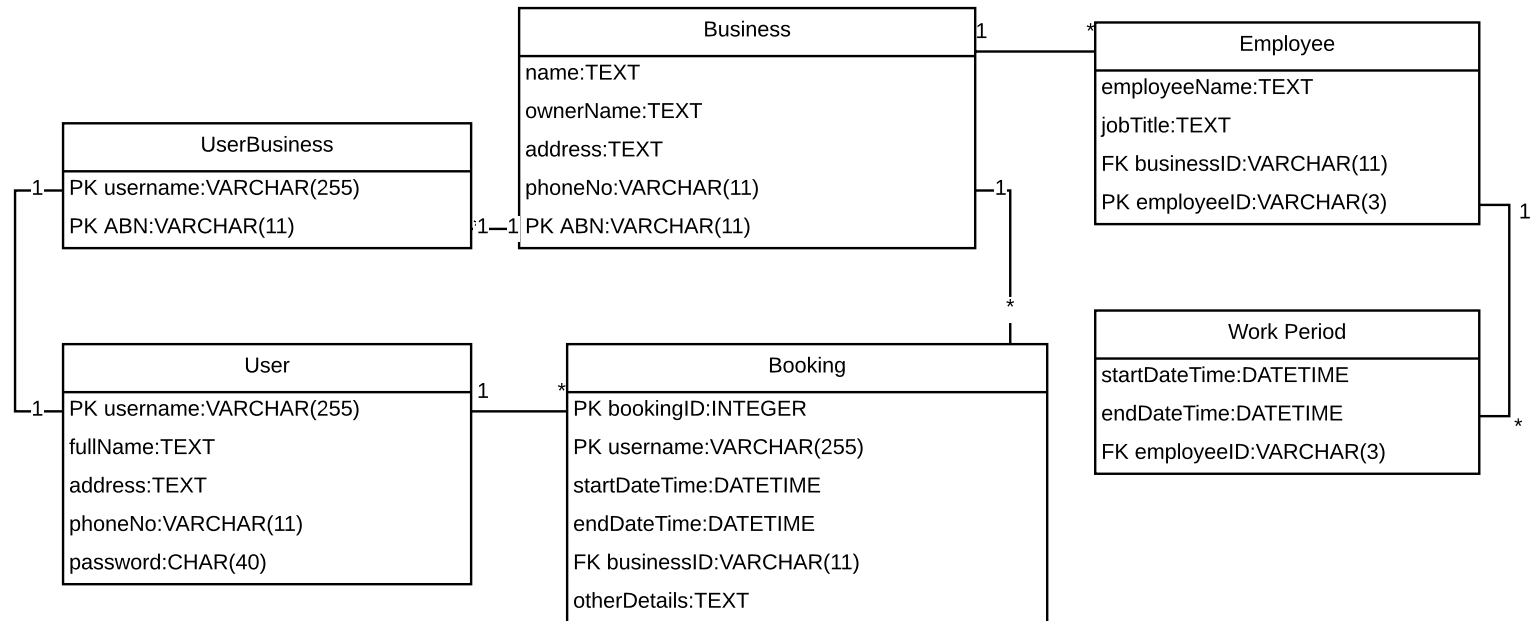 Business
name:TEXT
ownerName:TEXT
address:TEXT
phoneNo:VARCHAR(11)
PK ABN:VARCHAR(11)
1
*
Employee
employeeName:TEXT
jobTitle:TEXT
FK businessID:VARCHAR(11)
PK employeeID:VARCHAR(3)
UserBusiness
PK username:VARCHAR(255)
PK ABN:VARCHAR(11)
1
1
1
1
*
1
1
Work Period
startDateTime:DATETIME
endDateTime:DATETIME
FK employeeID:VARCHAR(3)
*
User
PK username:VARCHAR(255)
fullName:TEXT
address:TEXT
phoneNo:VARCHAR(11)
password:CHAR(40)
1
1
*
Booking
PK bookingID:INTEGER
PK username:VARCHAR(255)
startDateTime:DATETIME
endDateTime:DATETIME
FK businessID:VARCHAR(11)
otherDetails:TEXT